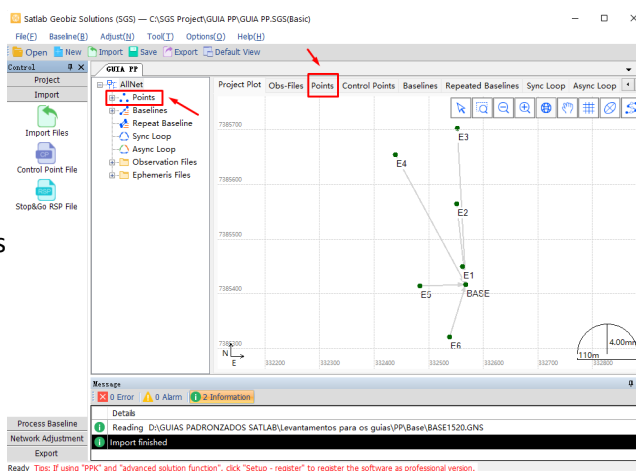 Satlab Geobiz Solutions (SGS) — C:\SGS Project\GUIA PP\GUIA PP.SGS(Basic)
File(F) Baseline(B) Adjust(N) Tool(T) Options(O) Help(H)
Open New Import Save Export Default View
Control
Project
Import
Import Files
Control Point File
Stop&Go RSP File
Process Baseline
Network Adjustment
Export
GUIA PP
AllNet
Points
Baselines
Repeat Baseline
Sync Loop
Async Loop
Observation Files
Ephemeris Files
Project Plot Obs-Files Points Control Points Baselines Repeated Baselines Sync Loop Async Loop
7385700
7385600
7385500
7385400
7385300
E3
E4
E2
E1
E5 BASE
E6
N
E
332200 332300 332400 332500 332600 332700 332800
4.00mm
110m
Message
0 Error 0 Alarm 2 Information
Details
Reading D:\GUIAS PADRONZADOS SATLAB\Levantamentos para os guias\PP\Base\BASE1520.GNS
Import finished
Ready Tips: If using "PPK" and "advanced solution function", click "Setup - register" to register the software as professional version.
s